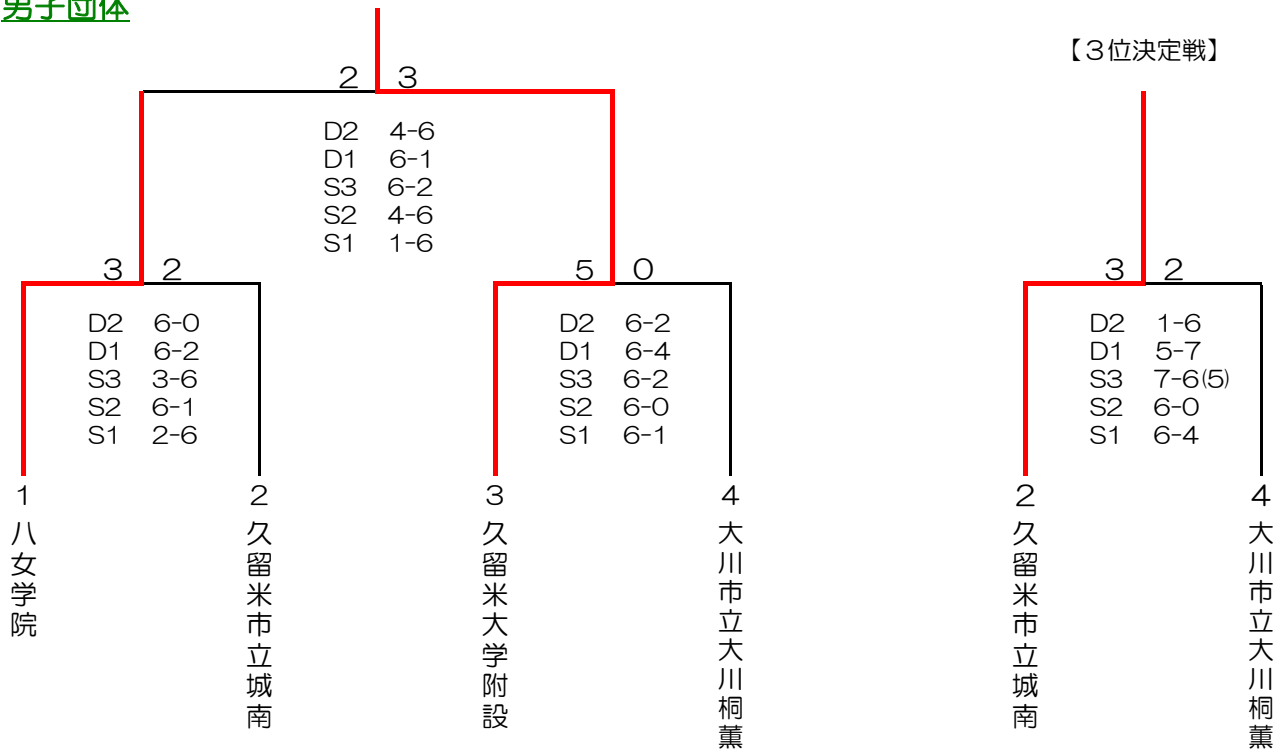 男子団体
【３位決定戦】
2 3
D2 4-6
D1 6-1
S3 6-2
S2 4-6
S1 1-6
3 2
D2 6-0
D1 6-2
S3 3-6
S2 6-1
S1 2-6
5 0
D2 6-2
D1 6-4
S3 6-2
S2 6-0
S1 6-1
3 2
D2 1-6
D1 5-7
S3 7-6(5)
S2 6-0
S1 6-4
1
八女学院
2
久留米市立城南
3
久留米大学附設
4
大川市立大川桐薫
2
久留米市立城南
4
大川市立大川桐薫